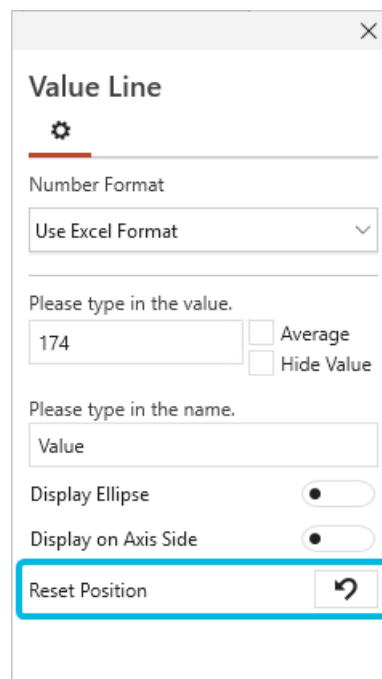 Value Line
Number Format
Use Excel Format
Please type in the value.
174
Average
Hide Value
Please type in the name.
Value
Display Ellipse
Display on Axis Side
Reset Position